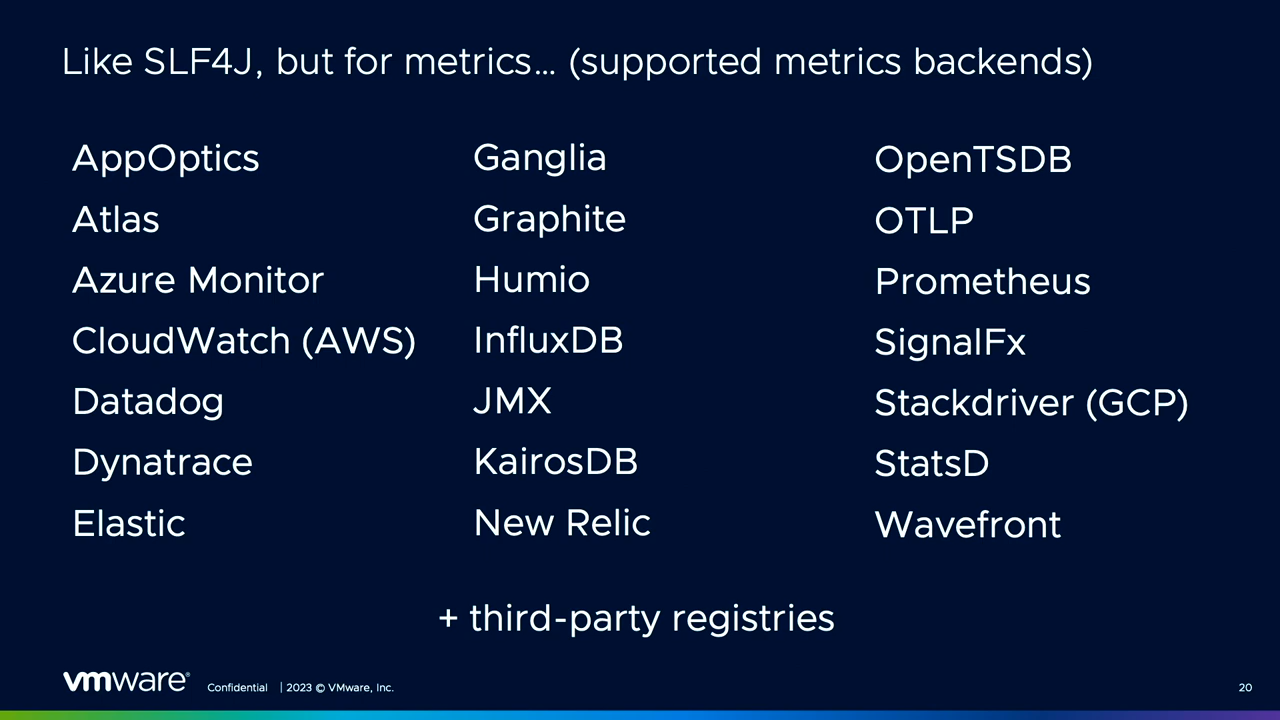 Like SLF4J, but for metrics… (supported metrics backends)
AppOptics
Atlas
Azure Monitor
CloudWatch (AWS)
Datadog
Dynatrace
Elastic
Ganglia
Graphite
Humio
InfluxDB
JMX
KairosDB
New Relic
OpenTSDB
OTLP
Prometheus
SignalFx
Stackdriver (GCP)
StatsD
Wavefront
+ third-party registries
vmware® Confidential | 2023 © VMware, Inc. 20